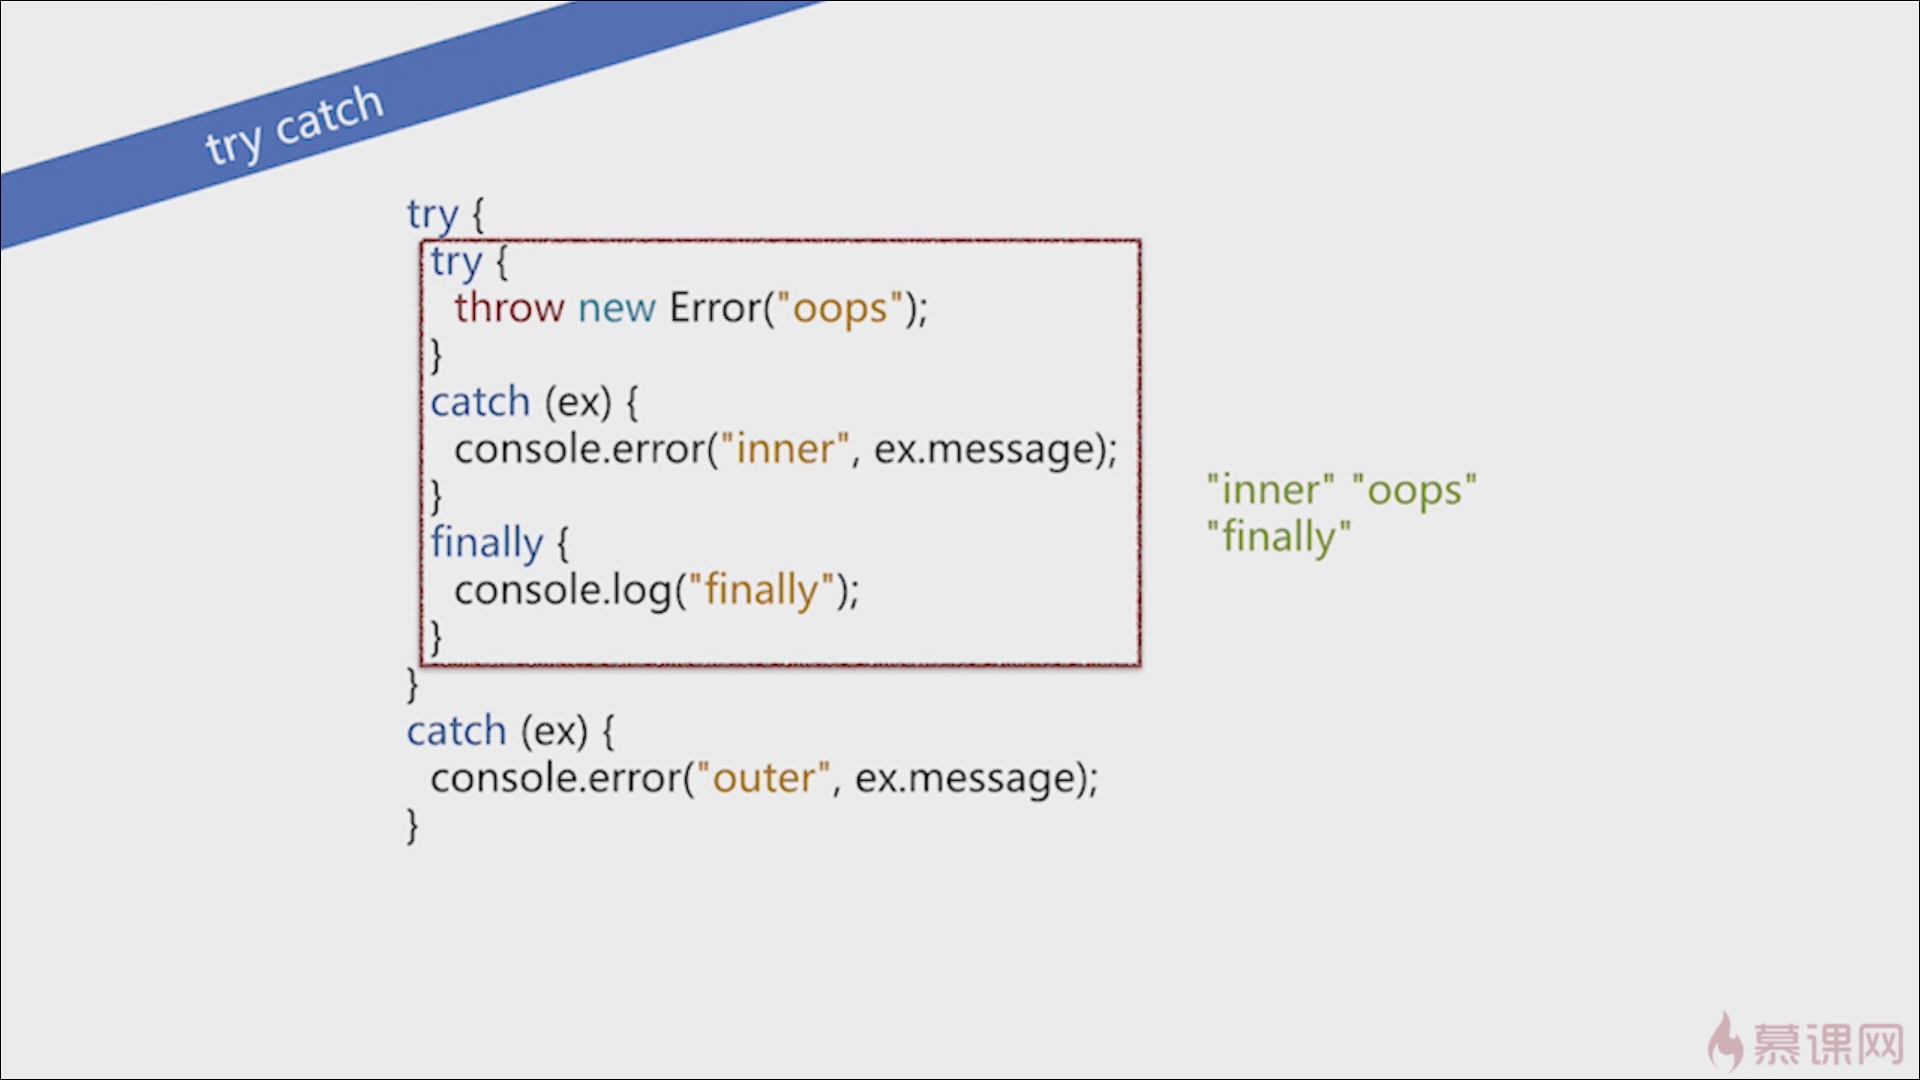 try catch
try {
try {
throw new Error("oops");
}
catch (ex) {
console.error("inner", ex.message);
}
finally {
console.log("finally");
}
}
catch (ex) {
console.error("outer", ex.message);
}
"inner" "oops"
"finally"
慕课网